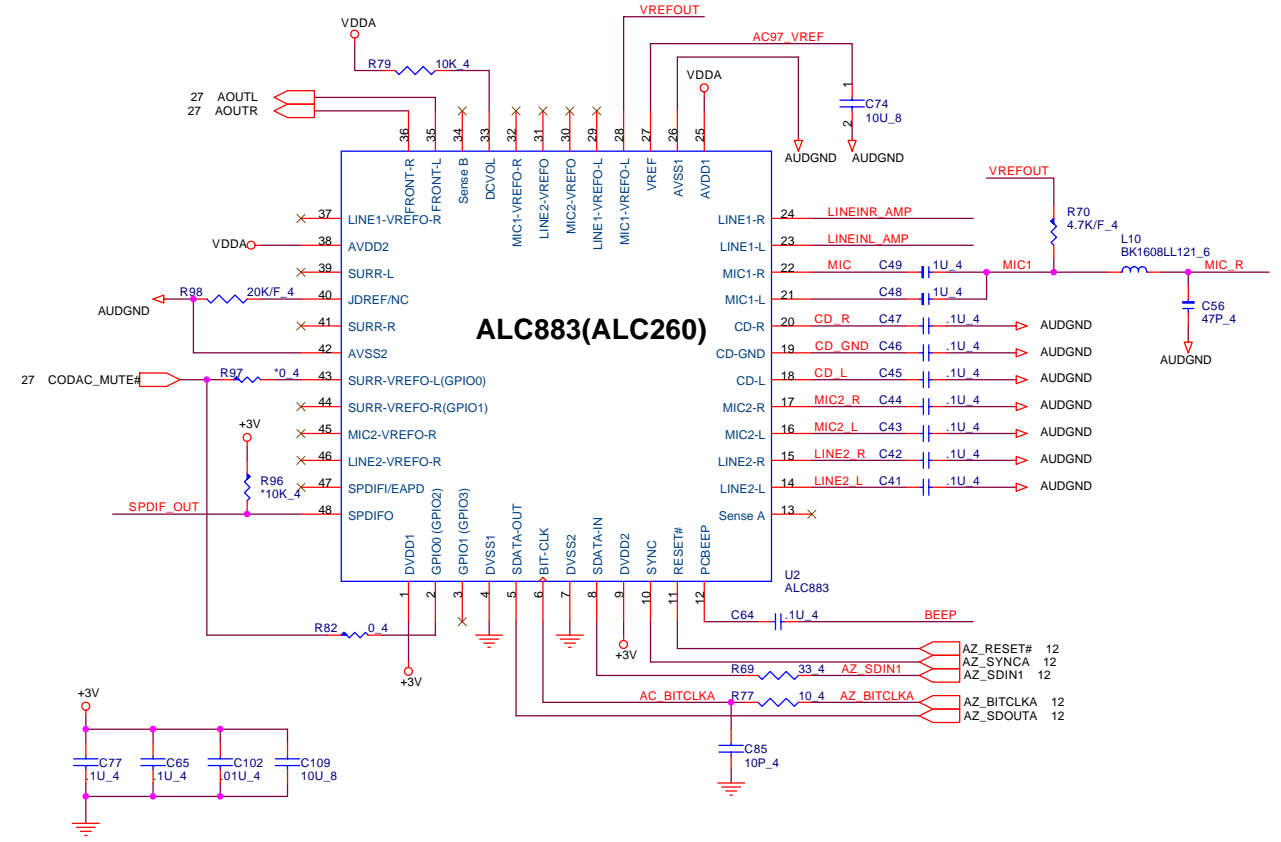 VREFOUT
VDDA
AC97_VREF
R79 10K_4
VDDA
27 AOUTL
27 AOUTR
1
C74
10U_8
2
AUDGND
AUDGND
36
35
34
33
32
31
30
29
28
27
26
25
FRONT-R
FRONT-L
Sense B
DCVOL
MIC1-VREFO-R
LINE2-VREFO
MIC2-VREFO
LINE1-VREFO-L
MIC1-VREFO-L
VREF
AVSS1
AVDD1
VREFOUT
R70
4.7K/F_4
L10
BK1608LL121_6
37 LINE1-VREFO-R
VDDA 38 AVDD2
39 SURR-L
R98 20K/F_4 40 JDREF/NC
AUDGND
41 SURR-R
42 AVSS2
27 CODAC_MUTE# R97 *0_4 43 SURR-VREFO-L(GPIO0)
44 SURR-VREFO-R(GPIO1)
+3V
45 MIC2-VREFO-R
46 LINE2-VREFO-R
R96
*10K_4
47 SPDIFI/EAPD
SPDIF_OUT 48 SPDIFO
ALC883(ALC260)
LINE1-R 24 LINEINR_AMP
LINE1-L 23 LINEINL_AMP
MIC1-R 22 MIC C49 .1U_4 MIC1 MIC_R
MIC1-L 21 C48 .1U_4
C56
47P_4
AUDGND
CD-R 20 CD_R C47 .1U_4 AUDGND
CD-GND 19 CD_GND C46 .1U_4 AUDGND
CD-L 18 CD_L C45 .1U_4 AUDGND
MIC2-R 17 MIC2_R C44 .1U_4 AUDGND
MIC2-L 16 MIC2_L C43 .1U_4 AUDGND
LINE2-R 15 LINE2_R C42 .1U_4 AUDGND
LINE2-L 14 LINE2_L C41 .1U_4 AUDGND
Sense A 13
DVDD1
GPIO0 (GPIO2)
GPIO1 (GPIO3)
DVSS1
SDATA-OUT
BIT-CLK
DVSS2
SDATA-IN
DVDD2
SYNC
RESET#
PCBEEP
1
2
3
4
5
6
7
8
9
10
11
12
U2
ALC883
C64 .1U_4 BEEP
R82 0_4
+3V
+3V
AZ_RESET# 12
AZ_SYNCA 12
R69 33_4 AZ_SDIN1 AZ_SDIN1 12
AC_BITCLKA R77 10_4 AZ_BITCLKA AZ_BITCLKA 12
AZ_SDOUTA 12
C85
10P_4
+3V
C77
.1U_4
C65
.1U_4
C102
.01U_4
C109
10U_8